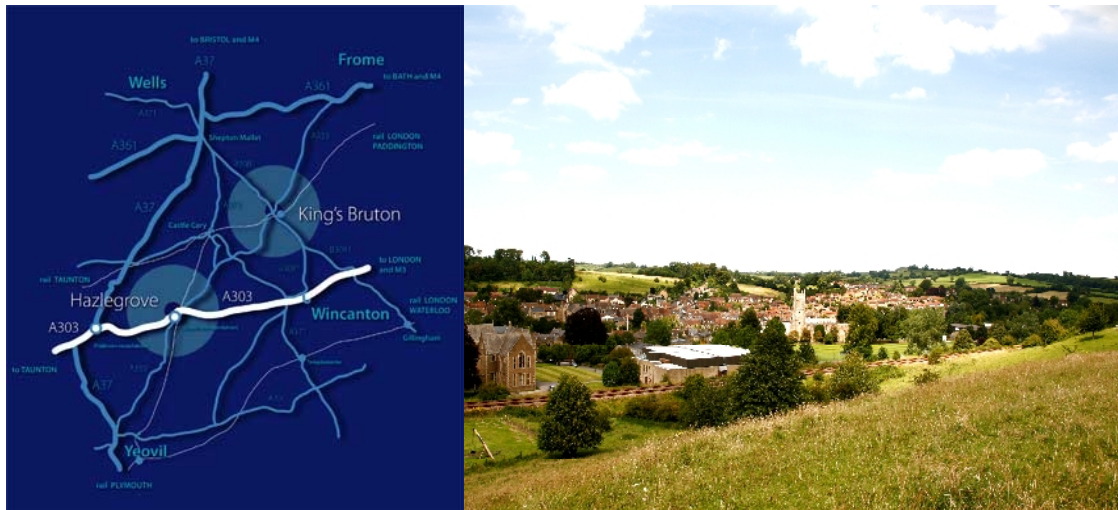 to BRISTOL and M4
A37
Frome
Wells
to BATH and M4
A361
A371
Shepton Mallet
rail LONDON
PADDINGTON
A361
King's Bruton
A37
Castle Cary
to LONDON
and M3
rail TAUNTON
Hazlegrove
A303
rail LONDON
WATERLOO
Wincanton
A303
Gillingham
to TAUNTON
A37
Yeovil
rail PLYMOUTH